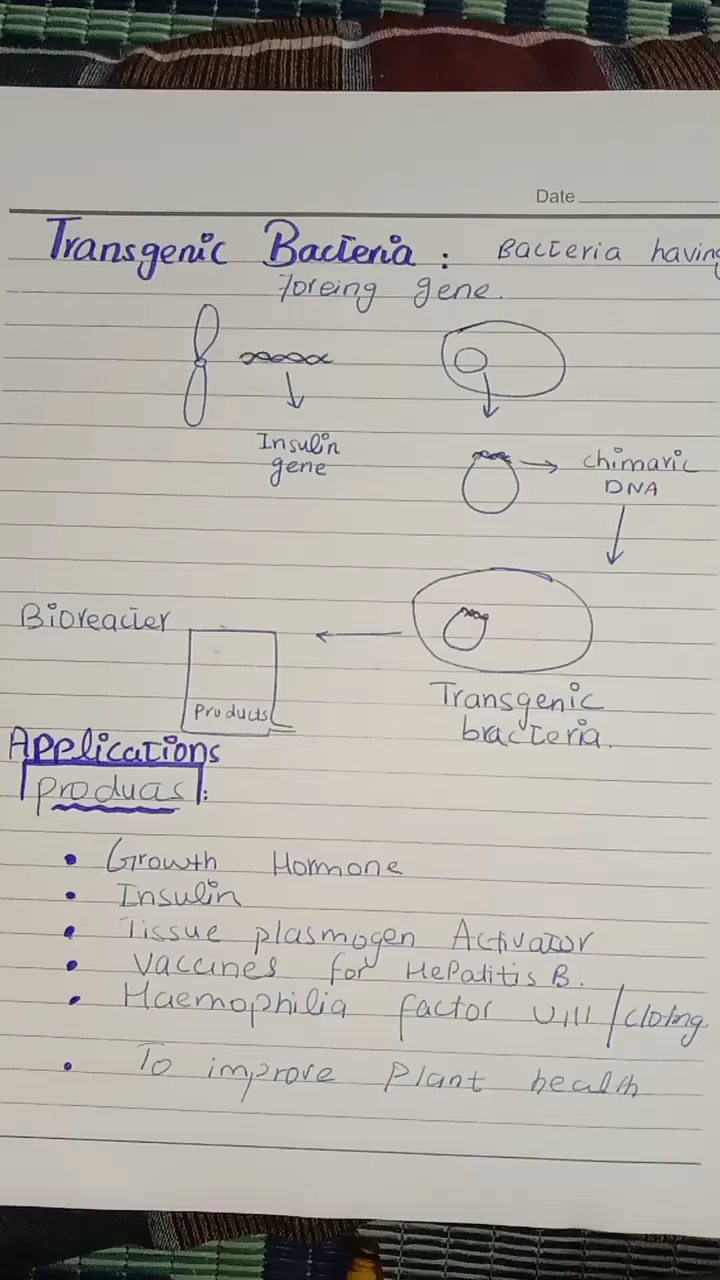 Date
Transgenic Bacteria: Bacteria having
foreing gene.
Insulin
gene
chimaric
DNA
Bioreacter
Products
Transgenic
bracteria.
Applications
produas:
• Growth Hormone
• Insulin
• Tissue plasmogen Activator
• Vaccines for Hepatitis B.
• Haemophilia factor VIII / cloting
• To improve Plant health